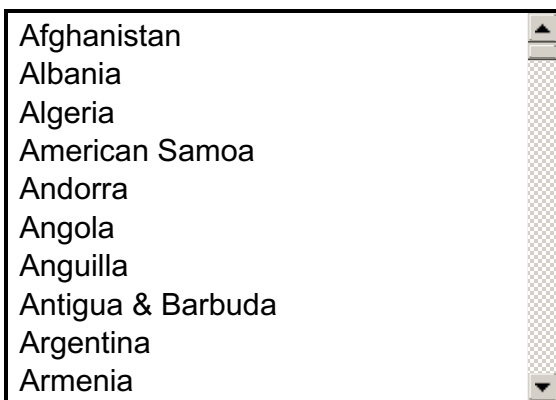 Afghanistan
Albania
Algeria
American Samoa
Andorra
Angola
Anguilla
Antigua & Barbuda
Argentina
Armenia